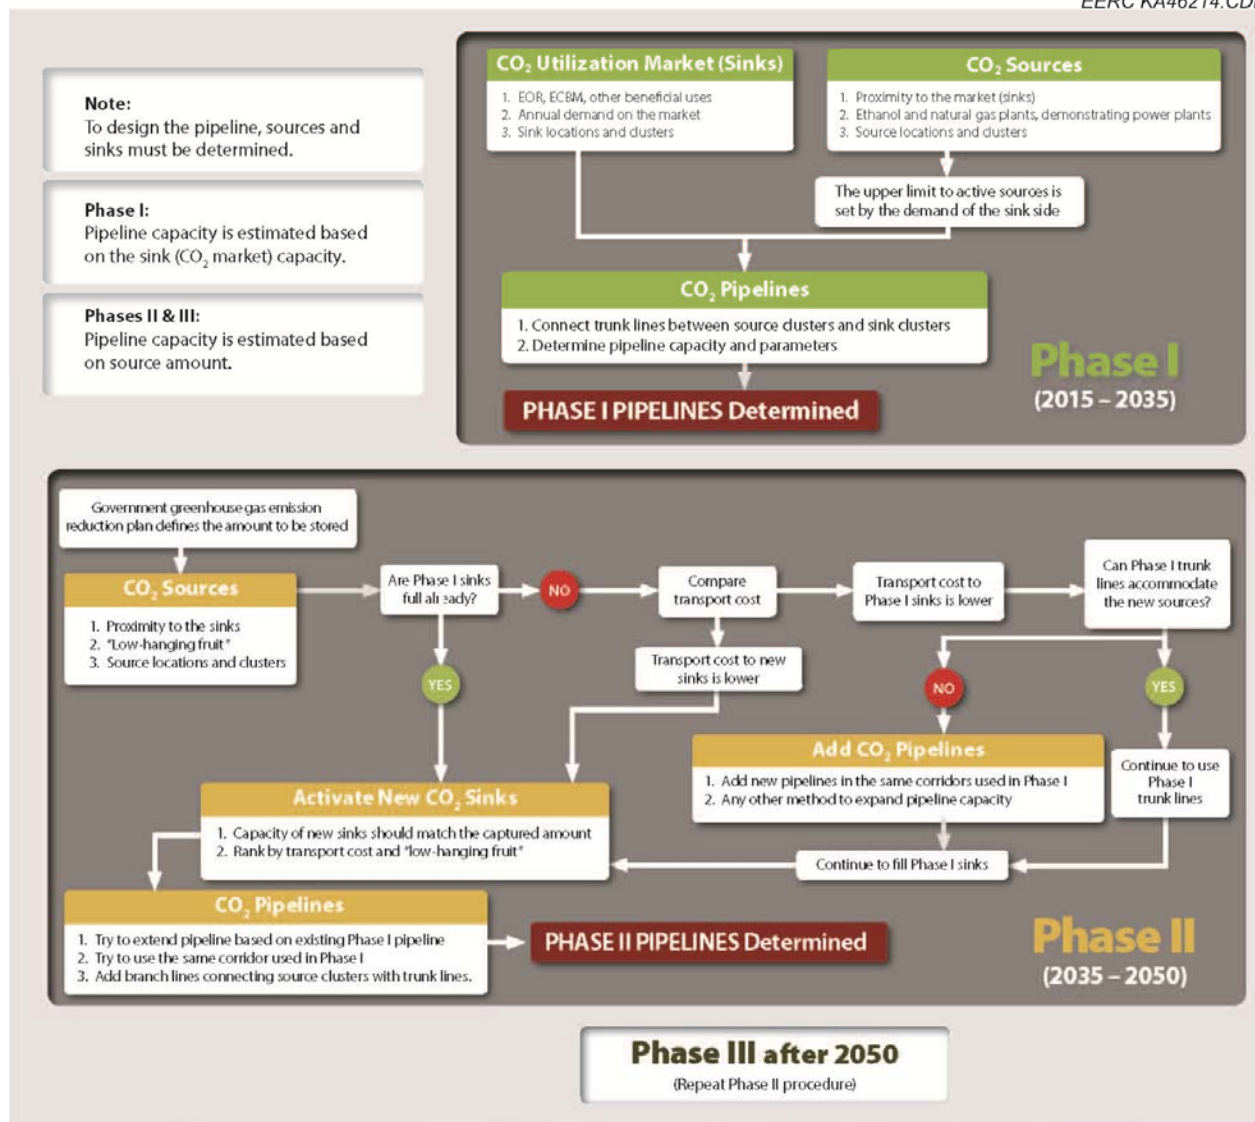 EERC KA46214.CD
Note:
To design the pipeline, sources and
sinks must be determined.
Phase I:
Pipeline capacity is estimated based
on the sink (CO₂ market) capacity.
Phases II & III:
Pipeline capacity is estimated based
on source amount.
CO₂ Utilization Market (Sinks)
1. EOR, ECBM, other beneficial uses
2. Annual demand on the market
3. Sink locations and clusters
CO₂ Sources
1. Proximity to the market (sinks)
2. Ethanol and natural gas plants, demonstrating power plants
3. Source locations and clusters
The upper limit to active sources is
set by the demand of the sink side
CO₂ Pipelines
1. Connect trunk lines between source clusters and sink clusters
2. Determine pipeline capacity and parameters
PHASE I PIPELINES Determined
Phase I
(2015 – 2035)
Government greenhouse gas emission
reduction plan defines the amount to be stored
CO₂ Sources
1. Proximity to the sinks
2. "Low-hanging fruit"
3. Source locations and clusters
Are Phase I sinks
full already?
NO
YES
Compare
transport cost
Transport cost to new
sinks is lower
Transport cost to
Phase I sinks is lower
Can Phase I trunk
lines accommodate
the new sources?
NO
YES
Add CO₂ Pipelines
1. Add new pipelines in the same corridors used in Phase I
2. Any other method to expand pipeline capacity
Continue to use
Phase I
trunk lines
Continue to fill Phase I sinks
Activate New CO₂ Sinks
1. Capacity of new sinks should match the captured amount
2. Rank by transport cost and "low-hanging fruit"
CO₂ Pipelines
1. Try to extend pipeline based on existing Phase I pipeline
2. Try to use the same corridor used in Phase I
3. Add branch lines connecting source clusters with trunk lines.
PHASE II PIPELINES Determined
Phase II
(2035 – 2050)
Phase III after 2050
(Repeat Phase II procedure)